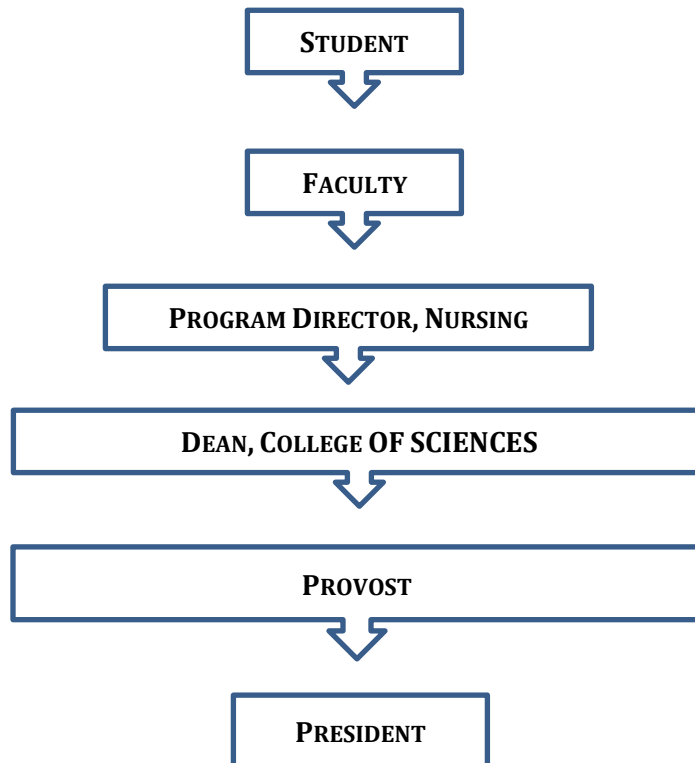 STUDENT
FACULTY
PROGRAM DIRECTOR, NURSING
DEAN, COLLEGE OF SCIENCES
PROVOST
PRESIDENT